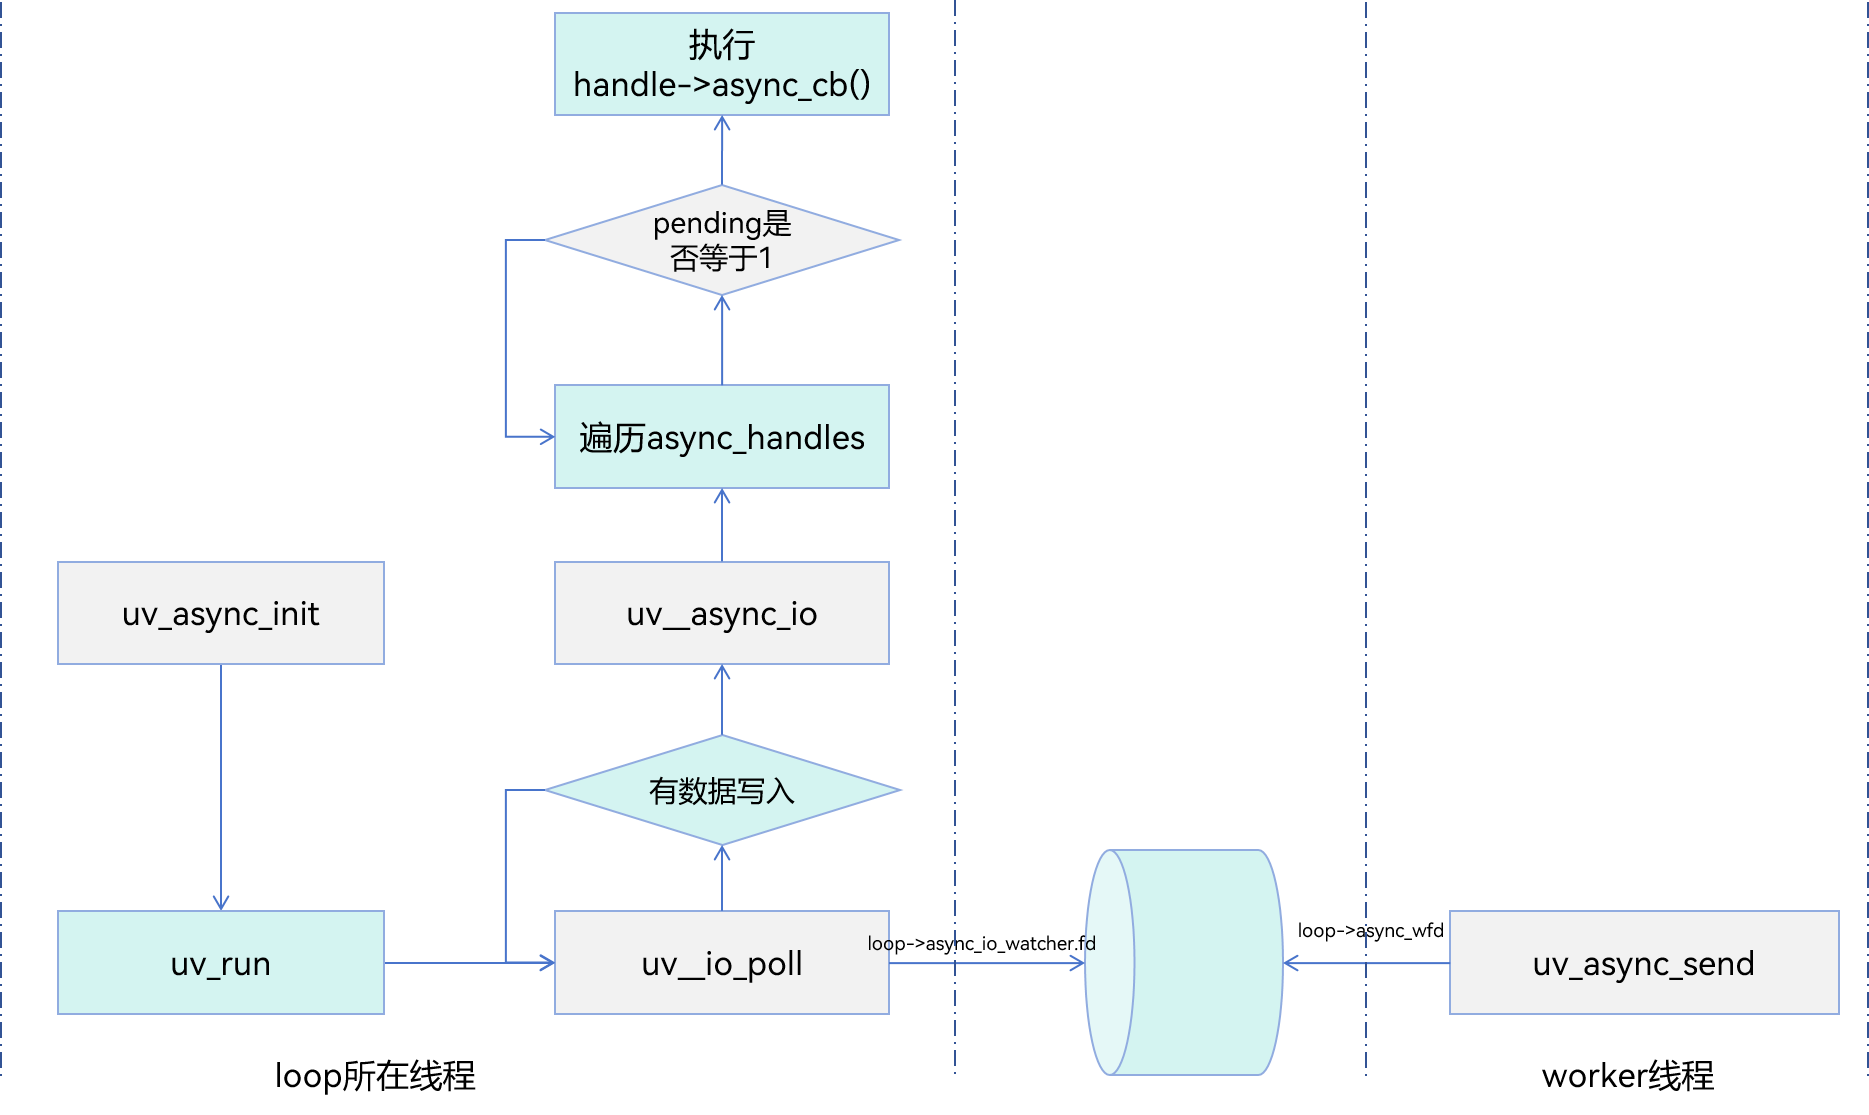 执行
handle->async_cb()
pending是
否等于1
遍历async_handles
uv_async_init
uv__async_io
有数据写入
uv_run
uv__io_poll
loop->async_io_watcher.fd
loop->async_wfd
uv_async_send
loop所在线程
worker线程